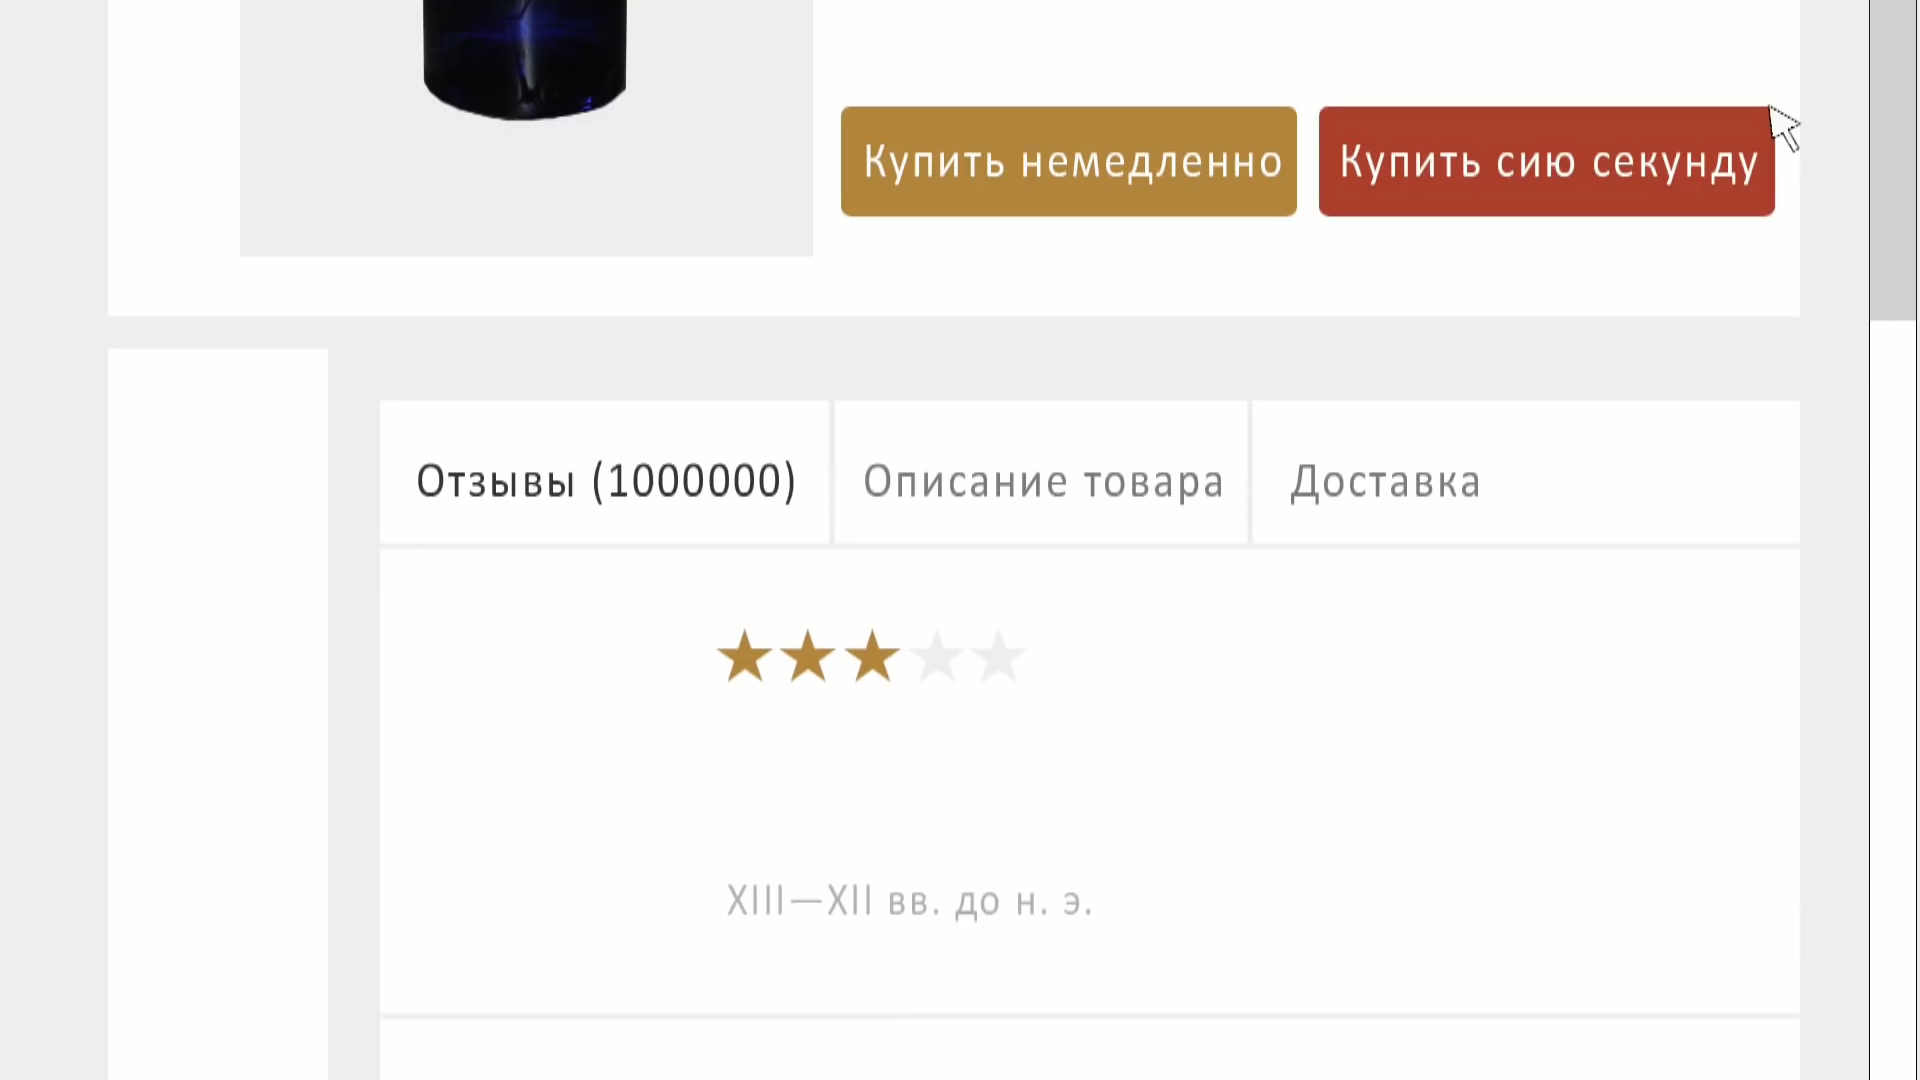 Купить немедленно
Купить сию секунду
Отзывы (1000000)
Описание товара
Доставка
XIII—XII вв. до н. э.